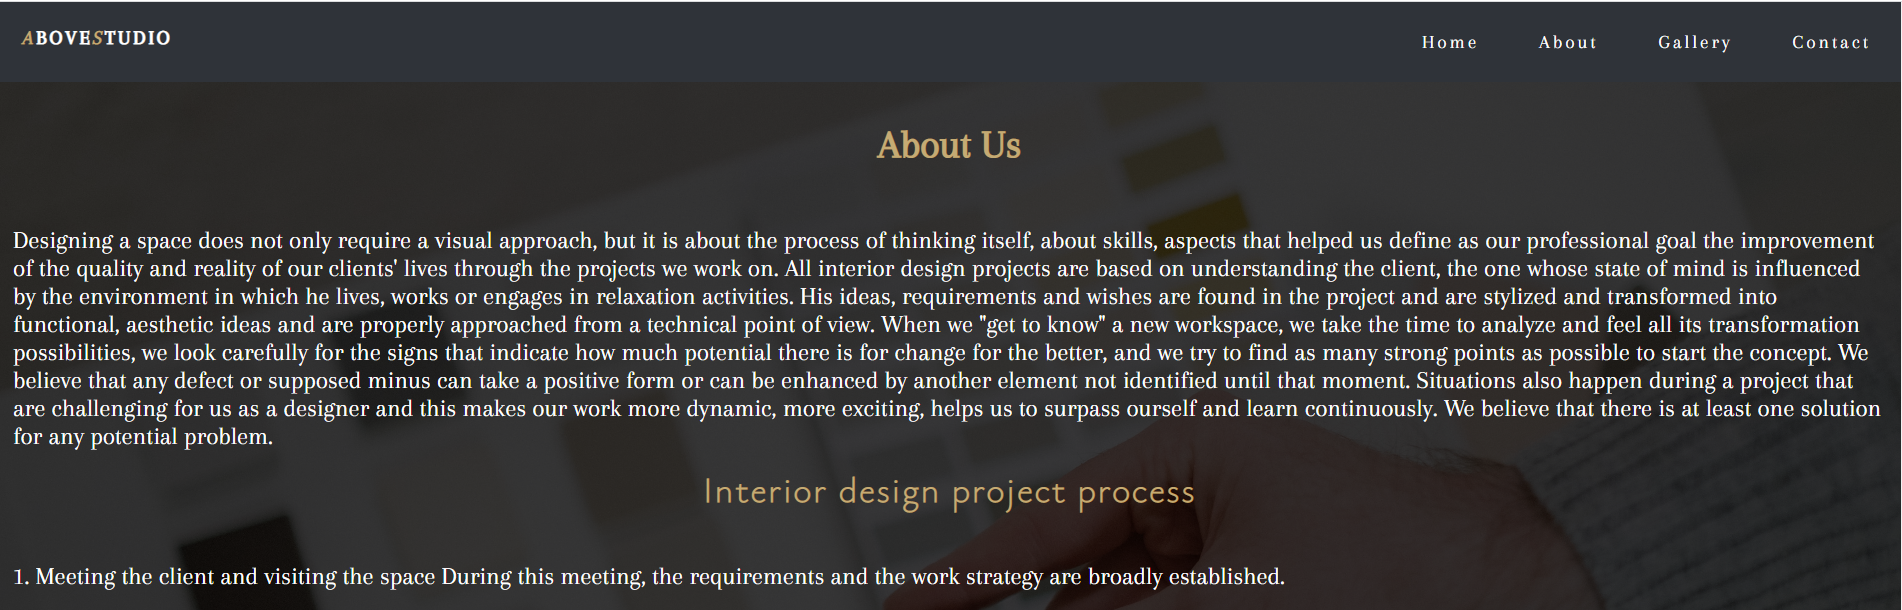 ABOVESTUDIO
Home About Gallery Contact
About Us
Designing a space does not only require a visual approach, but it is about the process of thinking itself, about skills, aspects that helped us define as our professional goal the improvement
of the quality and reality of our clients' lives through the projects we work on. All interior design projects are based on understanding the client, the one whose state of mind is influenced
by the environment in which he lives, works or engages in relaxation activities. His ideas, requirements and wishes are found in the project and are stylized and transformed into
functional, aesthetic ideas and are properly approached from a technical point of view. When we "get to know" a new workspace, we take the time to analyze and feel all its transformation
possibilities, we look carefully for the signs that indicate how much potential there is for change for the better, and we try to find as many strong points as possible to start the concept. We
believe that any defect or supposed minus can take a positive form or can be enhanced by another element not identified until that moment. Situations also happen during a project that
are challenging for us as a designer and this makes our work more dynamic, more exciting, helps us to surpass ourself and learn continuously. We believe that there is at least one solution
for any potential problem.
Interior design project process
1. Meeting the client and visiting the space During this meeting, the requirements and the work strategy are broadly established.